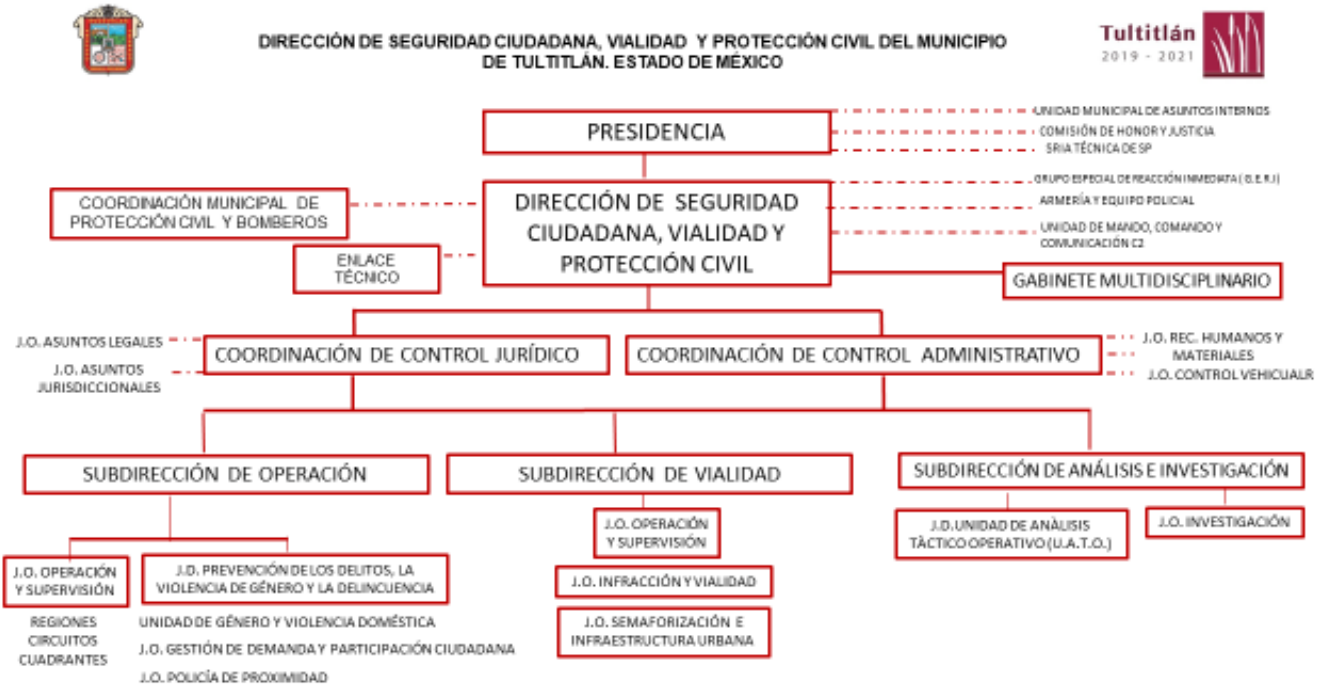 DIRECCIÓN DE SEGURIDAD CIUDADANA, VIALIDAD Y PROTECCIÓN CIVIL DEL MUNICIPIO
DE TULTITLÁN. ESTADO DE MÉXICO
Tultitlán
2019 - 2021
PRESIDENCIA
UNIDAD MUNICIPAL DE ASUNTOS INTERNOS
COMISIÓN DE HONOR Y JUSTICIA
SRIA TÉCNICA DE SP
COORDINACIÓN MUNICIPAL DE
PROTECCIÓN CIVIL Y BOMBEROS
ENLACE
TÉCNICO
DIRECCIÓN DE SEGURIDAD
CIUDADANA, VIALIDAD Y
PROTECCIÓN CIVIL
GRUPO ESPECIAL DE REACCIÓN INMEDIATA ( G.E.R.I)
ARMERÍA Y EQUIPO POLICIAL
UNIDAD DE MANDO, COMANDO Y
COMUNICACIÓN C2
GABINETE MULTIDISCIPLINARIO
J.O. ASUNTOS LEGALES
J.O. ASUNTOS
JURISDICCIONALES
COORDINACIÓN DE CONTROL JURÍDICO
COORDINACIÓN DE CONTROL ADMINISTRATIVO
J.O. REC. HUMANOS Y
MATERIALES
J.O. CONTROL VEHICUALR
SUBDIRECCIÓN DE OPERACIÓN
SUBDIRECCIÓN DE VIALIDAD
SUBDIRECCIÓN DE ANÁLISIS E INVESTIGACIÓN
J.O. OPERACIÓN
Y SUPERVISIÓN
REGIONES
CIRCUITOS
CUADRANTES
J.D. PREVENCIÓN DE LOS DELITOS, LA
VIOLENCIA DE GÉNERO Y LA DELINCUENCIA
UNIDAD DE GÉNERO Y VIOLENCIA DOMÉSTICA
J.O. GESTIÓN DE DEMANDA Y PARTICIPACIÓN CIUDADANA
J.O. POLICÍA DE PROXIMIDAD
J.O. OPERACIÓN
Y SUPERVISIÓN
J.O. INFRACCIÓN Y VIALIDAD
J.O. SEMAFORIZACIÓN E
INFRAESTRUCTURA URBANA
J.D.UNIDAD DE ANÀLISIS
TÀCTICO OPERATIVO (U.A.T.O.)
J.O. INVESTIGACIÓN